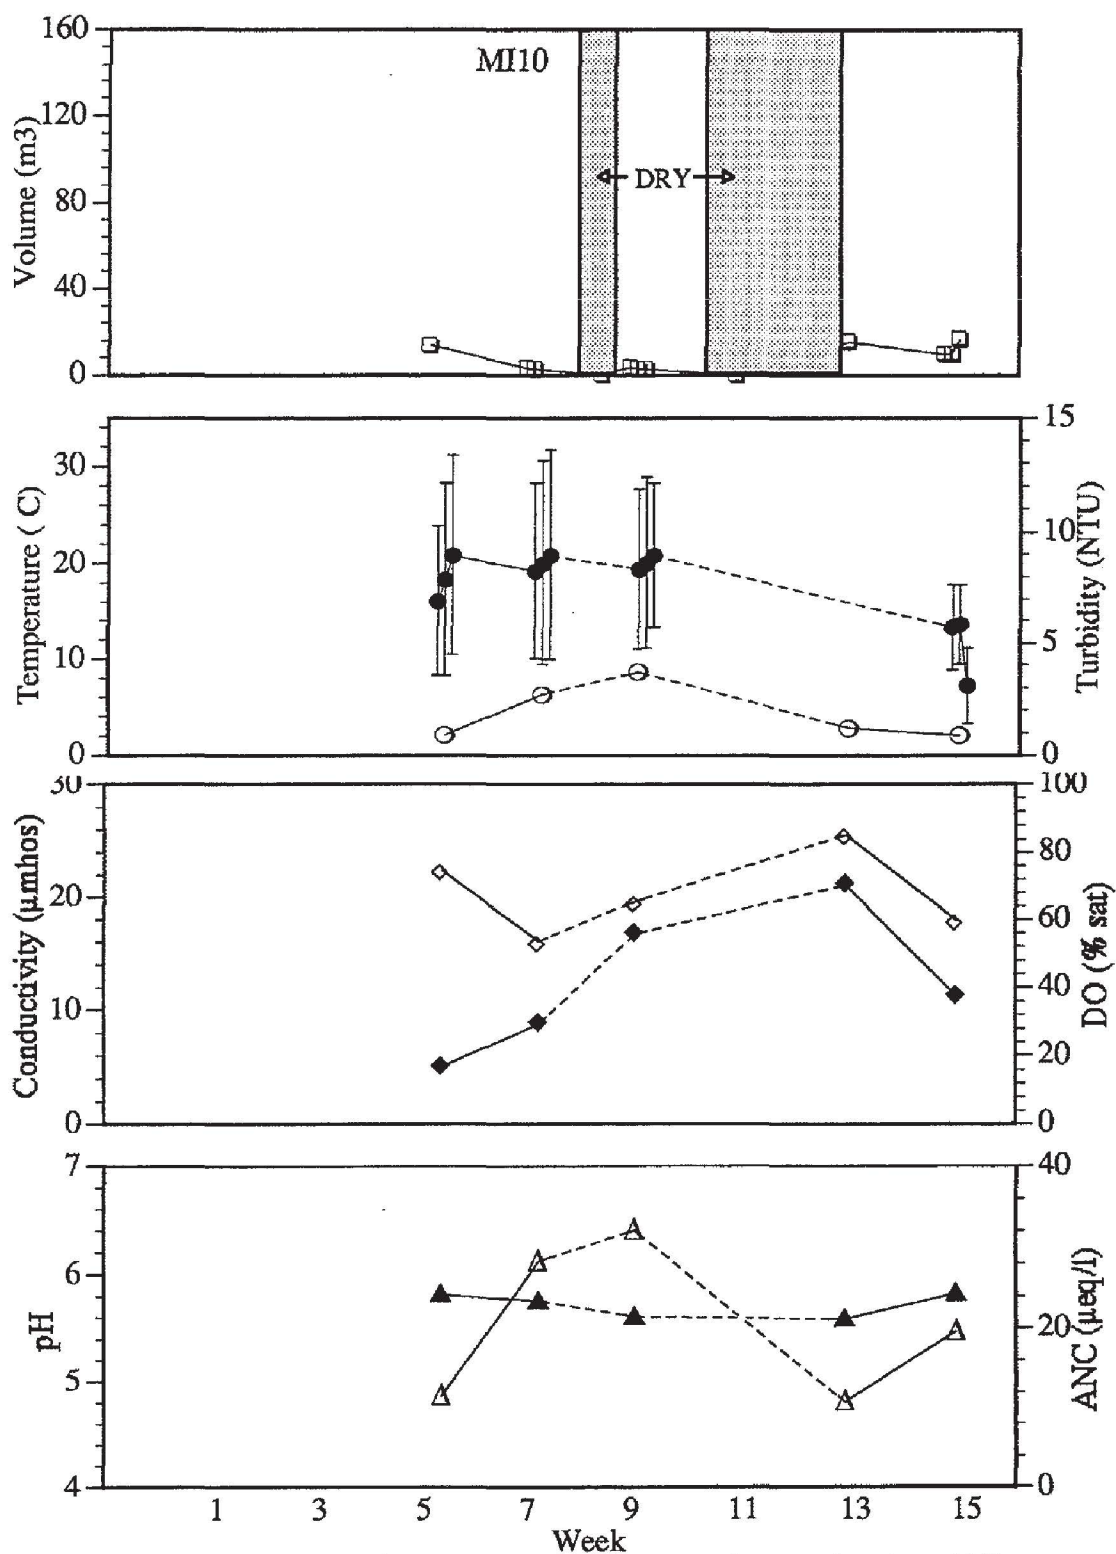 160
MI10
120
DRY
80
40
0
Volume (m3)
30
20
10
0
Temperature ( C)
15
10
5
0
Turbidity (NTU)
30
20
10
0
Conductivity (µmhos)
100
80
60
40
20
0
DO (% sat)
7
6
5
4
pH
40
20
0
ANC (µeq/l)
1 3 5 7 9 11 13 15
Week